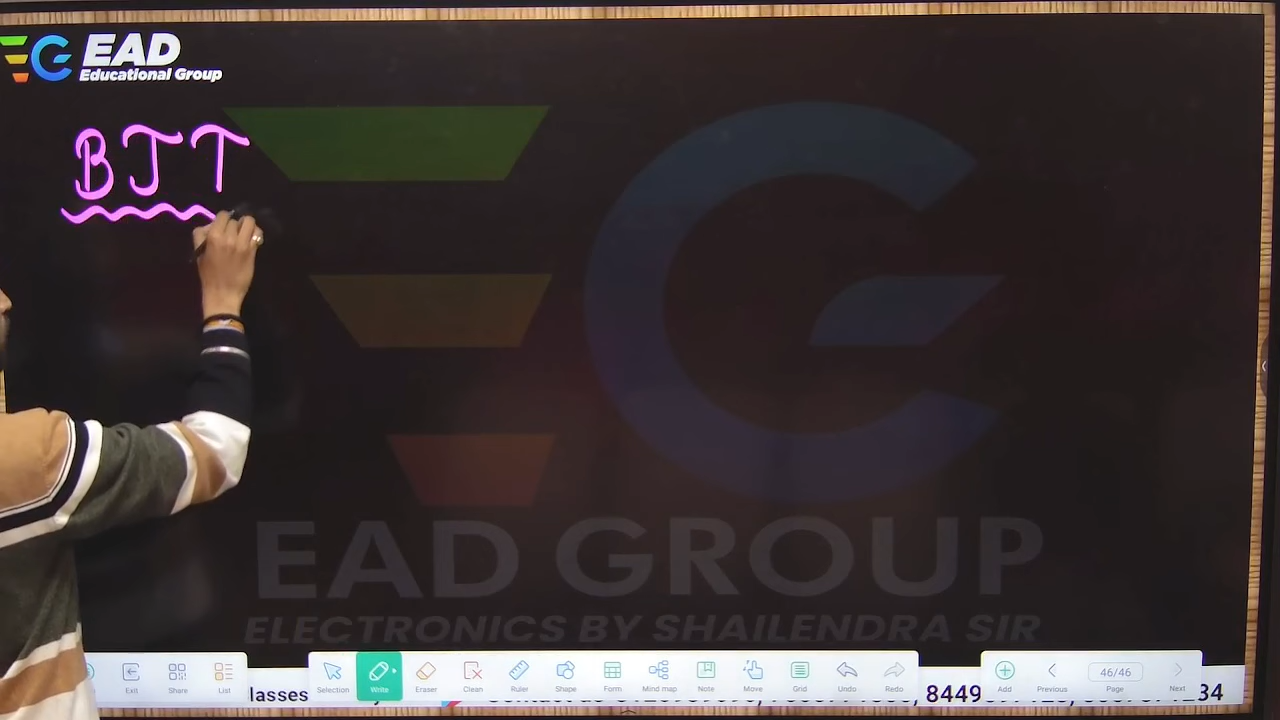 EAD
Educational Group
BJT
EAD GROUP
ELECTRONICS BY SHAILENDRA SIR
Exit
Share
List
Selection
Write
Eraser
Clean
Ruler
Shape
Form
Mind map
Note
Move
Grid
Undo
Redo
Add
Previous
46/46
Page
Next
lasses
8449
34